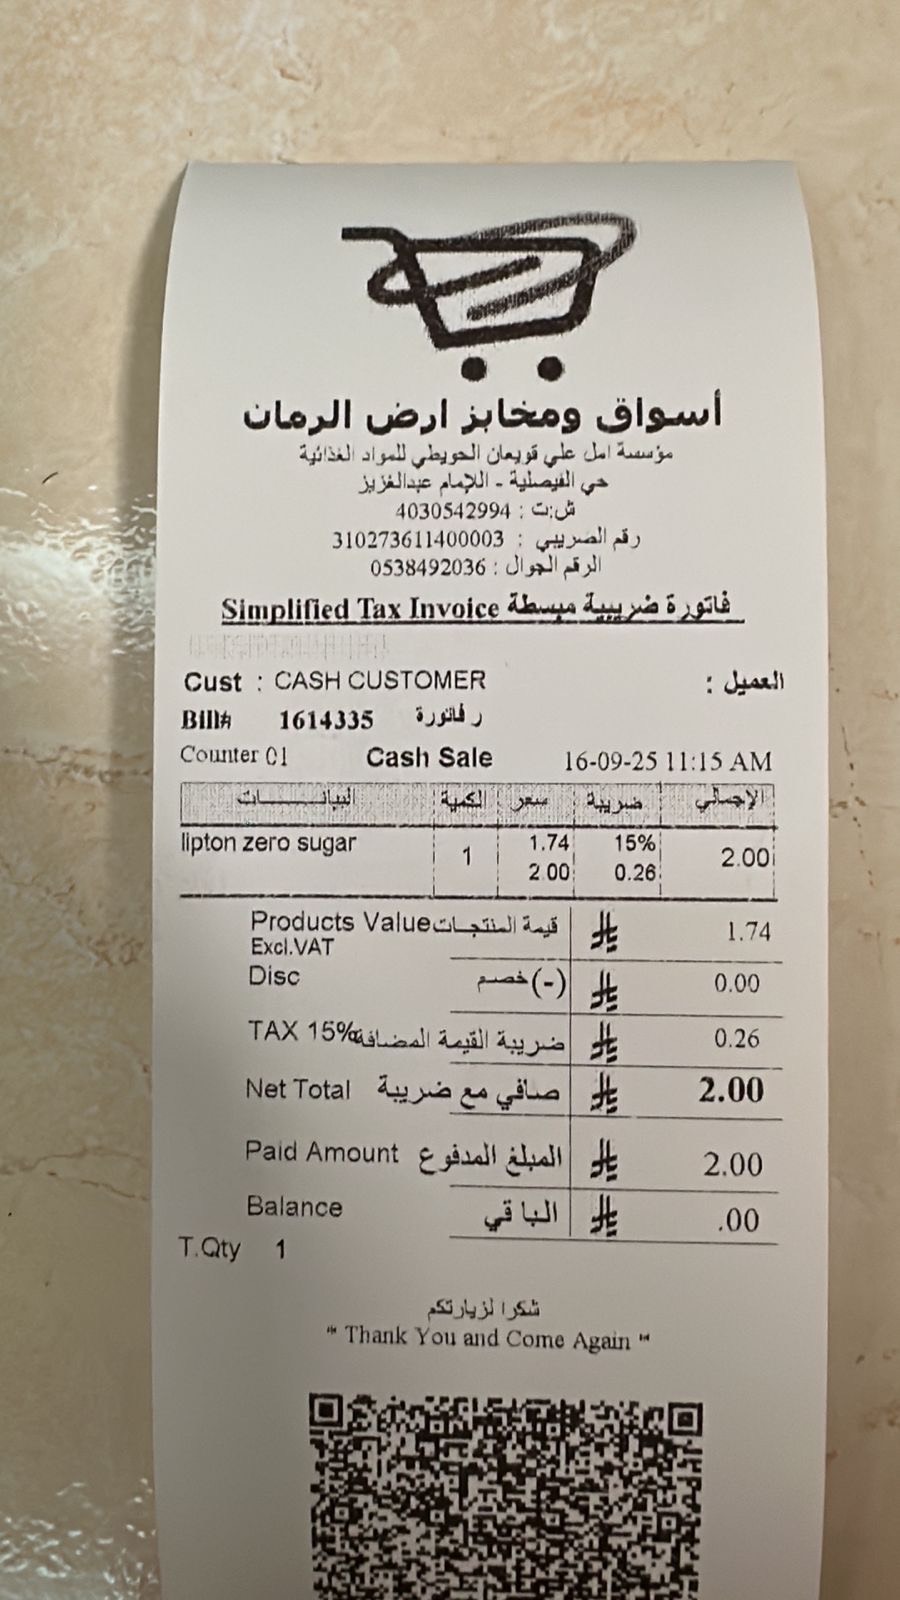 أسواق ومخابز ارض الرمان
مؤسسة امل علي قويعان الحويطي للمواد الغذائية
حي الفيصلية - اللإمام عبدالغزيز
ش:ت : 4030542994
رقم الضريبي : 310273611400003
الرقم الجوال : 0538492036
Simplified Tax Invoice فاتورة ضريبية مبسطة
Cust : CASH CUSTOMER العميل :
Bill# 1614335 ر فاتورة
Counter 01 Cash Sale 16-09-25 11:15 AM
البيانات الكمية سعر ضريبة الإجمالي
lipton zero sugar 1 1.74 15% 2.00
2.00 0.26
Products Value قيمة المنتجات 1.74
Excl.VAT
Disc خصم (-) 0.00
TAX 15% ضريبة القيمة المضافة 0.26
Net Total صافي مع ضريبة 2.00
Paid Amount المبلغ المدفوع 2.00
Balance الباقي .00
T.Qty 1
شكرا لزيارتكم
" Thank You and Come Again "